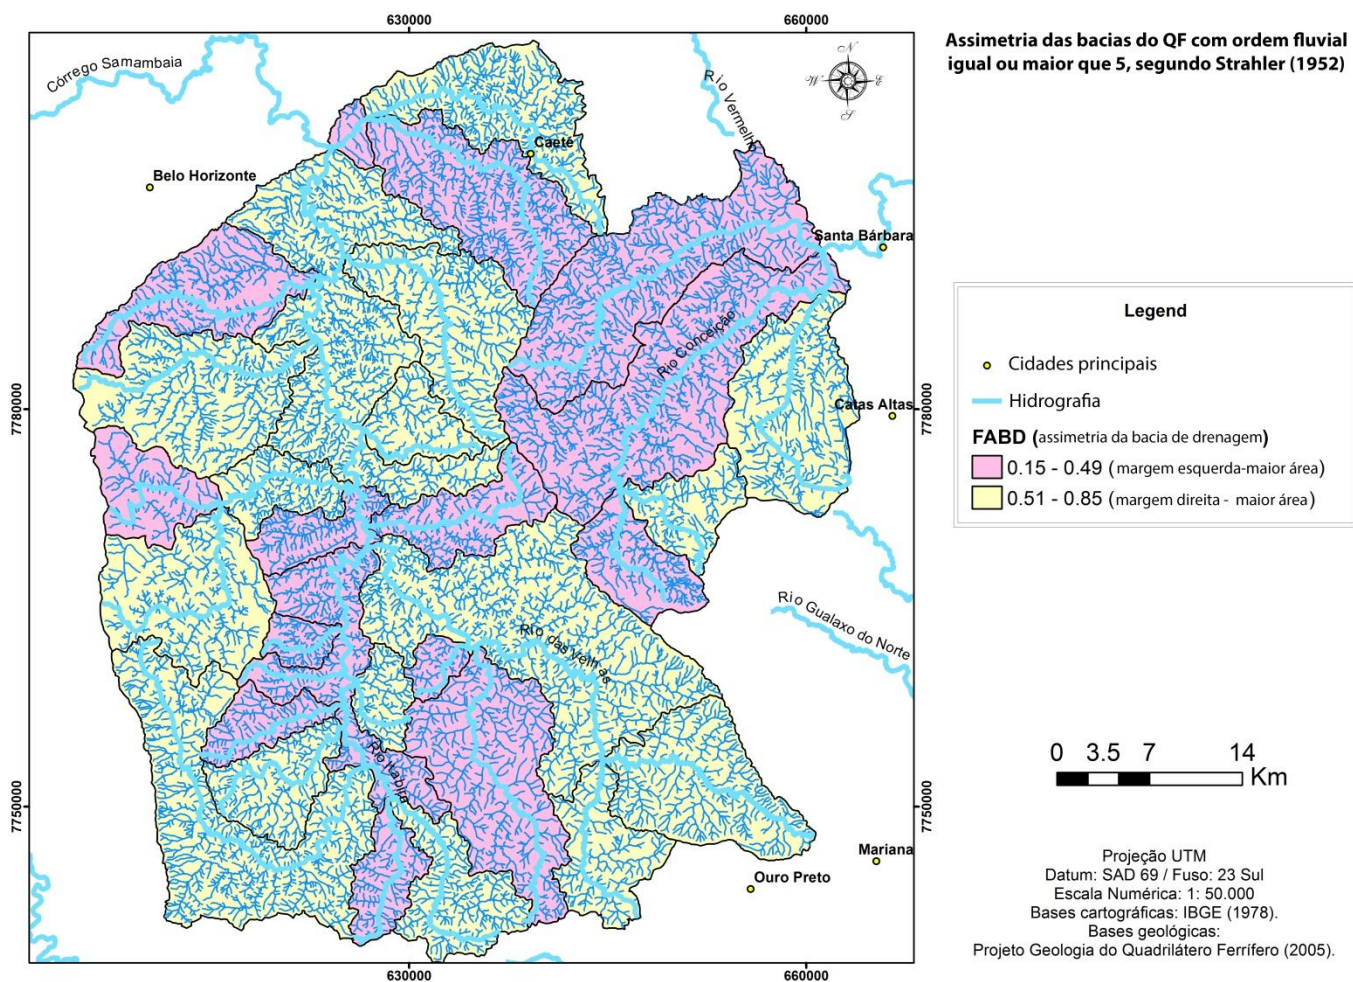 630000
660000
Assimetria das bacias do QF com ordem fluvial
igual ou maior que 5, segundo Strahler (1952)
N
W
E
S
Córrego Samambaia
Rio Vermelho
Caeté
Belo Horizonte
Santa Bárbara
Rio Conceição
Catas Altas
7780000
7780000
Legend
Cidades principais
Hidrografia
FABD (assimetria da bacia de drenagem)
0.15 - 0.49 (margem esquerda-maior área)
0.51 - 0.85 (margem direita - maior área)
Rio Gualaxo do Norte
Rio das Velhas
Rio Itabira
0 3.5 7 14
Km
7750000
7750000
Mariana
Ouro Preto
Projeção UTM
Datum: SAD 69 / Fuso: 23 Sul
Escala Numérica: 1: 50.000
Bases cartográficas: IBGE (1978).
Bases geológicas:
Projeto Geologia do Quadrilátero Ferrífero (2005).
630000
660000